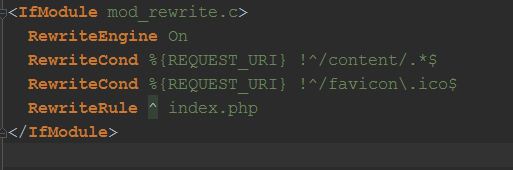 <IfModule mod_rewrite.c>
RewriteEngine On
RewriteCond %{REQUEST_URI} !^/content/.*$
RewriteCond %{REQUEST_URI} !^/favicon\.ico$
RewriteRule ^ index.php
</IfModule>